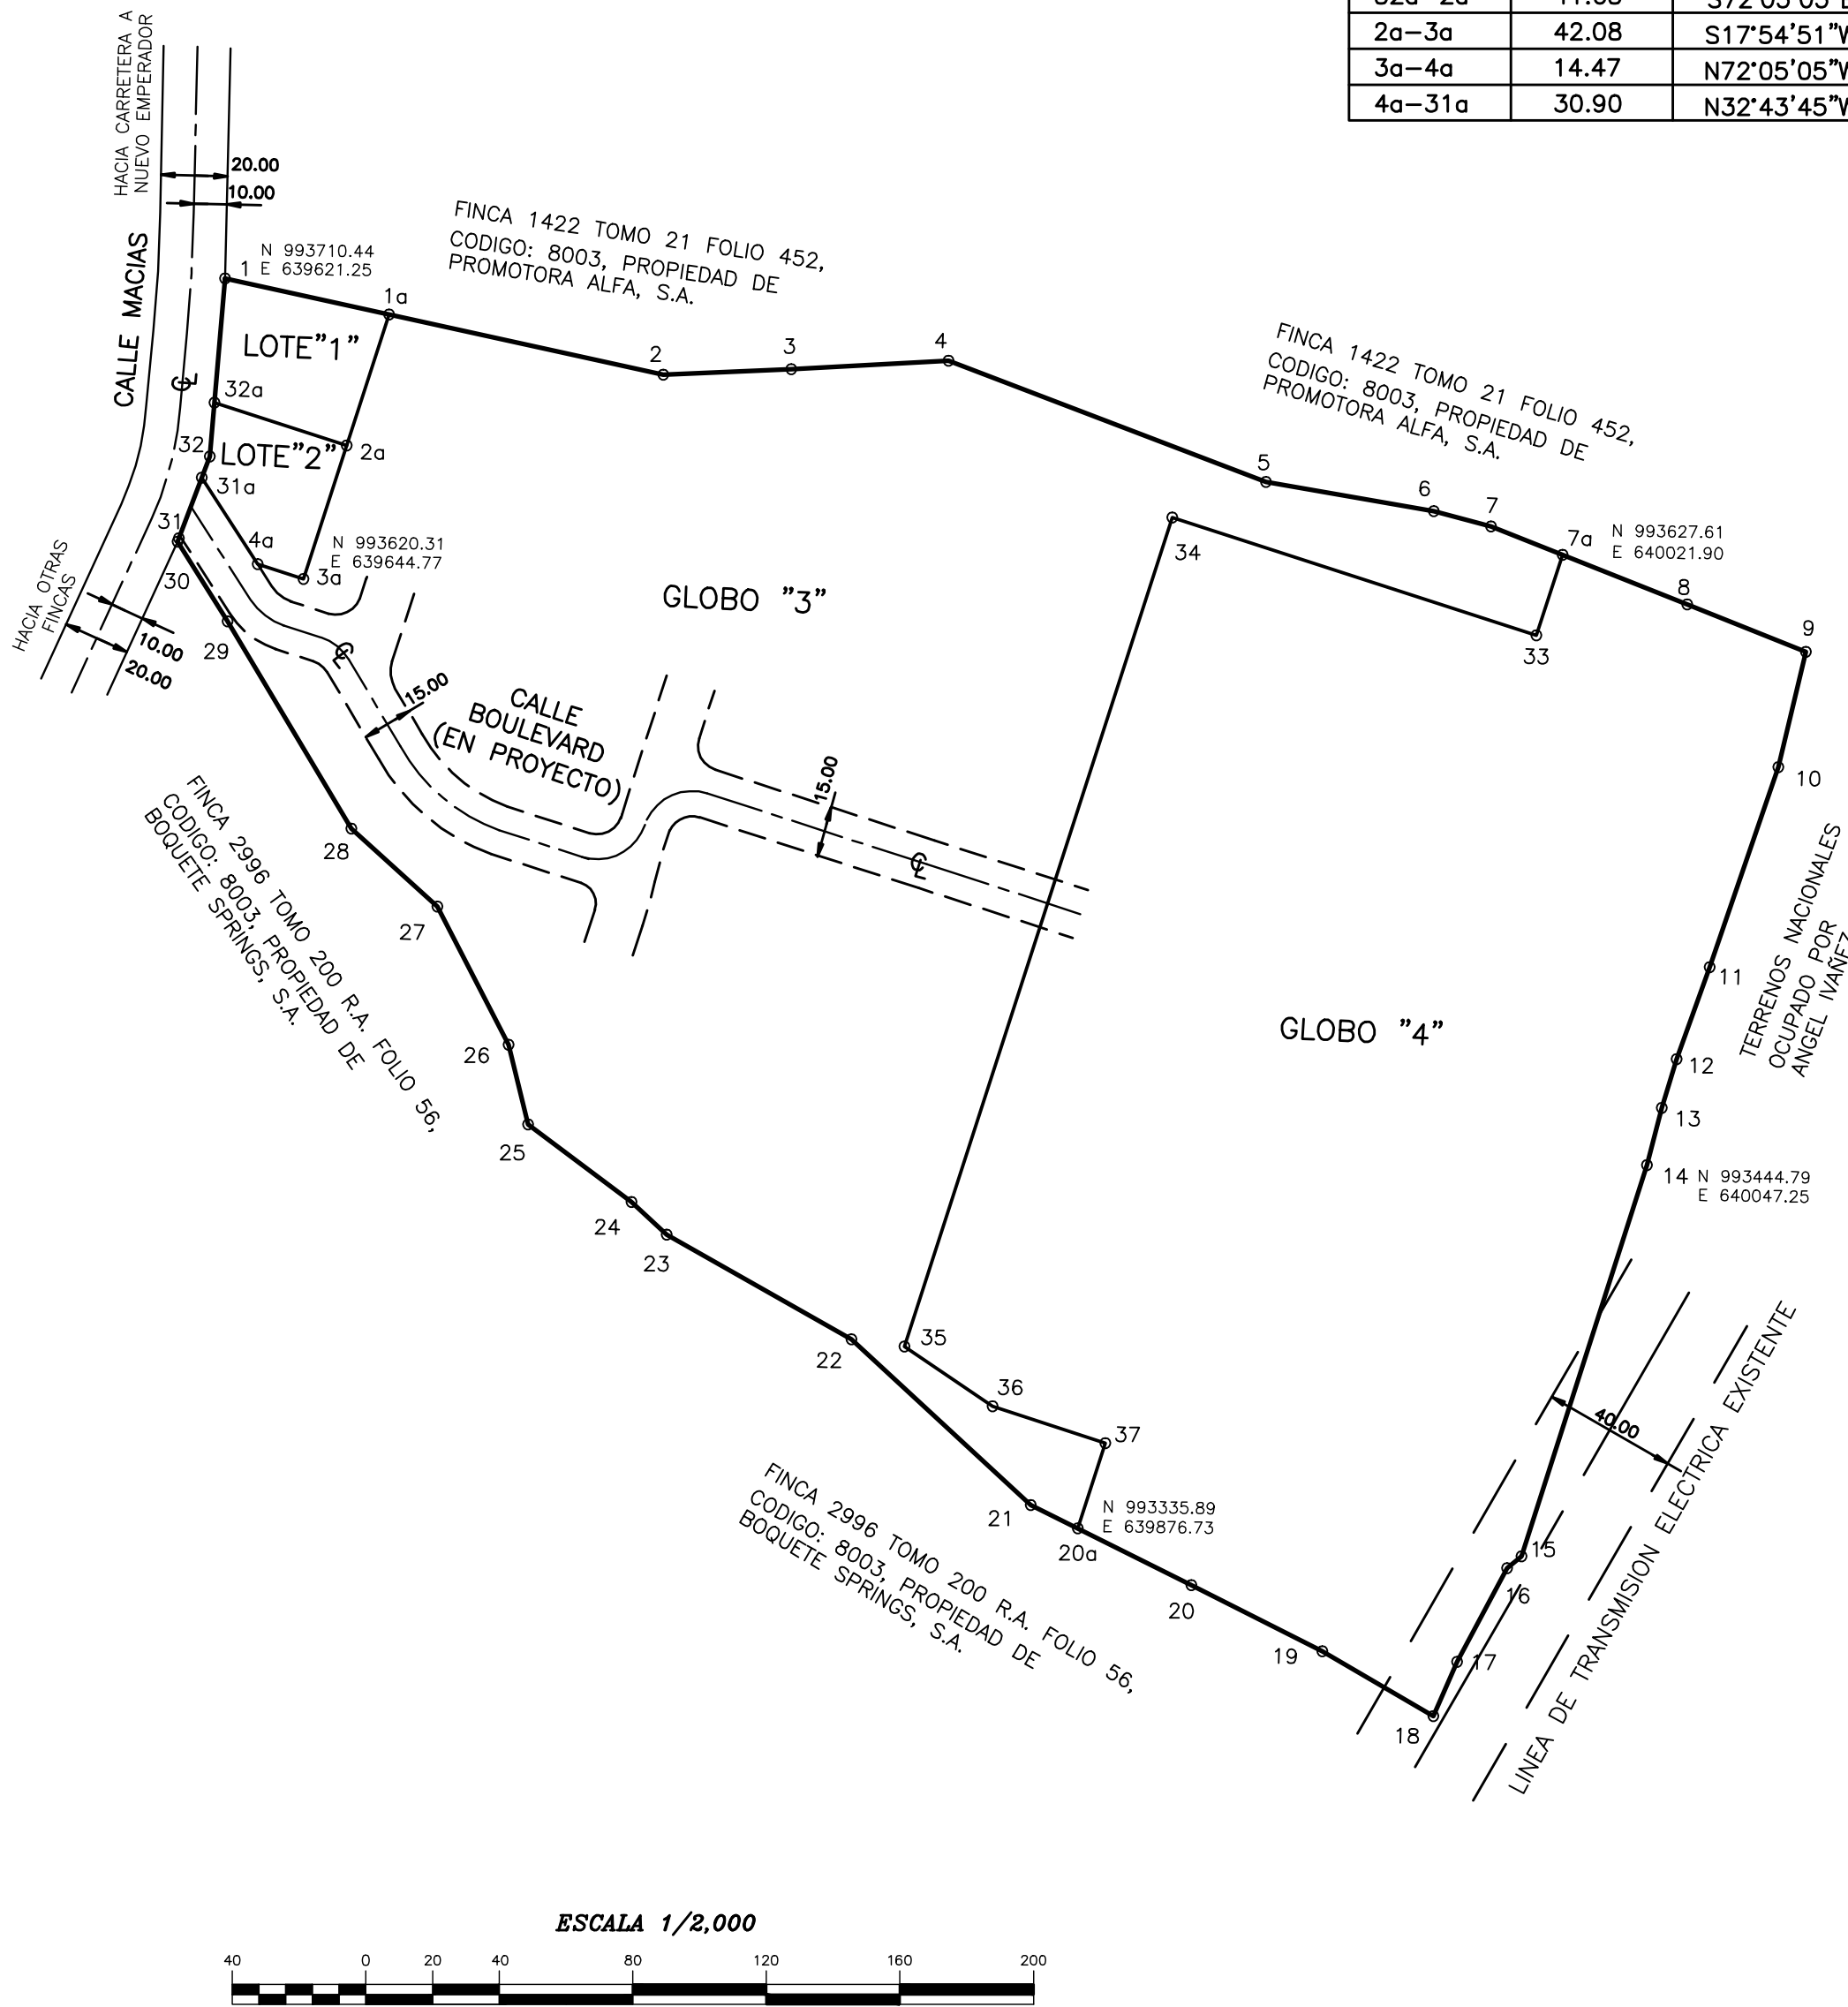 2a-3a 42.08 S17°54'51"W
3a-4a 14.47 N72°05'05"W
4a-31a 30.90 N32°43'45"W
HACIA CARRETERA A
NUEVO EMPERADOR
20.00
10.00
CALLE MACIAS
CL
N 993710.44
1 E 639621.25
1a
FINCA 1422 TOMO 21 FOLIO 452,
CODIGO: 8003, PROPIEDAD DE
PROMOTORA ALFA, S.A.
LOTE"1"
2
3
4
FINCA 1422 TOMO 21 FOLIO 452,
CODIGO: 8003, PROPIEDAD DE
PROMOTORA ALFA, S.A.
32a
32
LOTE"2"
2a
31a
5
6
7
7a
N 993627.61
E 640021.90
31
30
4a
N 993620.31
E 639644.77
3a
34
33
8
9
GLOBO "3"
HACIA OTRAS
FINCAS
10.00
20.00
29
CL
15.00
CALLE
BOULEVARD
(EN PROYECTO)
15.00
CL
10
FINCA 2996 TOMO 200 R.A. FOLIO 56,
CODIGO: 8003, PROPIEDAD DE
BOQUETE SPRINGS, S.A.
28
27
26
25
24
23
22
GLOBO "4"
11
12
13
TERRENOS NACIONALES
OCUPADO POR
ANGEL IVAÑEZ
14
N 993444.79
E 640047.25
35
36
37
21
N 993335.89
E 639876.73
20a
20
19
FINCA 2996 TOMO 200 R.A. FOLIO 56,
CODIGO: 8003, PROPIEDAD DE
BOQUETE SPRINGS, S.A.
40.00
15
16
17
18
LINEA DE TRANSMISION ELECTRICA EXISTENTE
ESCALA 1/2,000
40 0 20 40 80 120 160 200